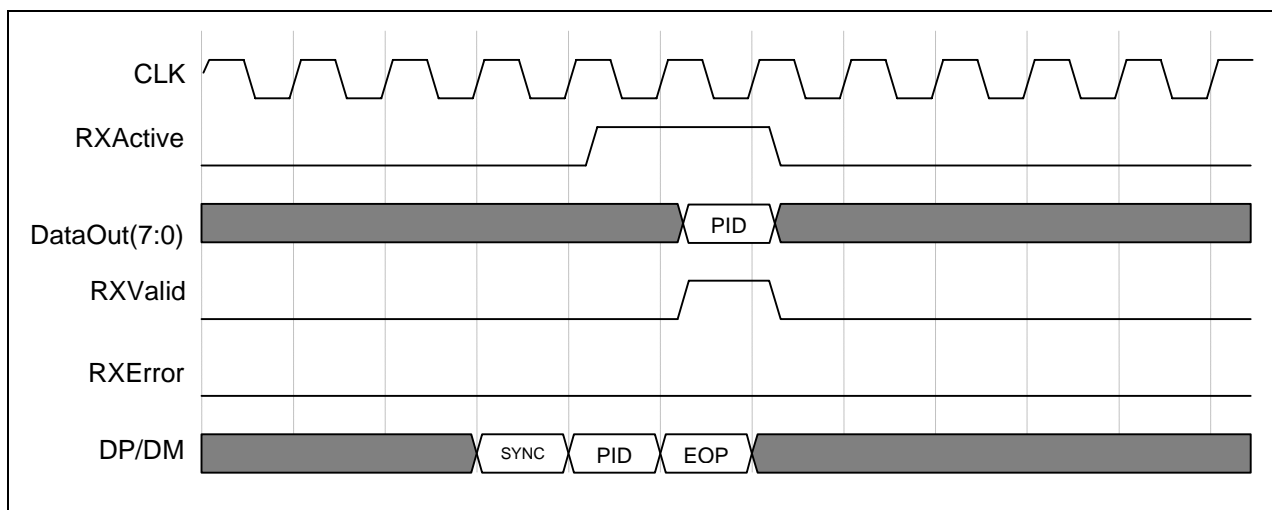 CLK
RXActive
DataOut(7:0) PID
RXValid
RXError
DP/DM SYNC PID EOP